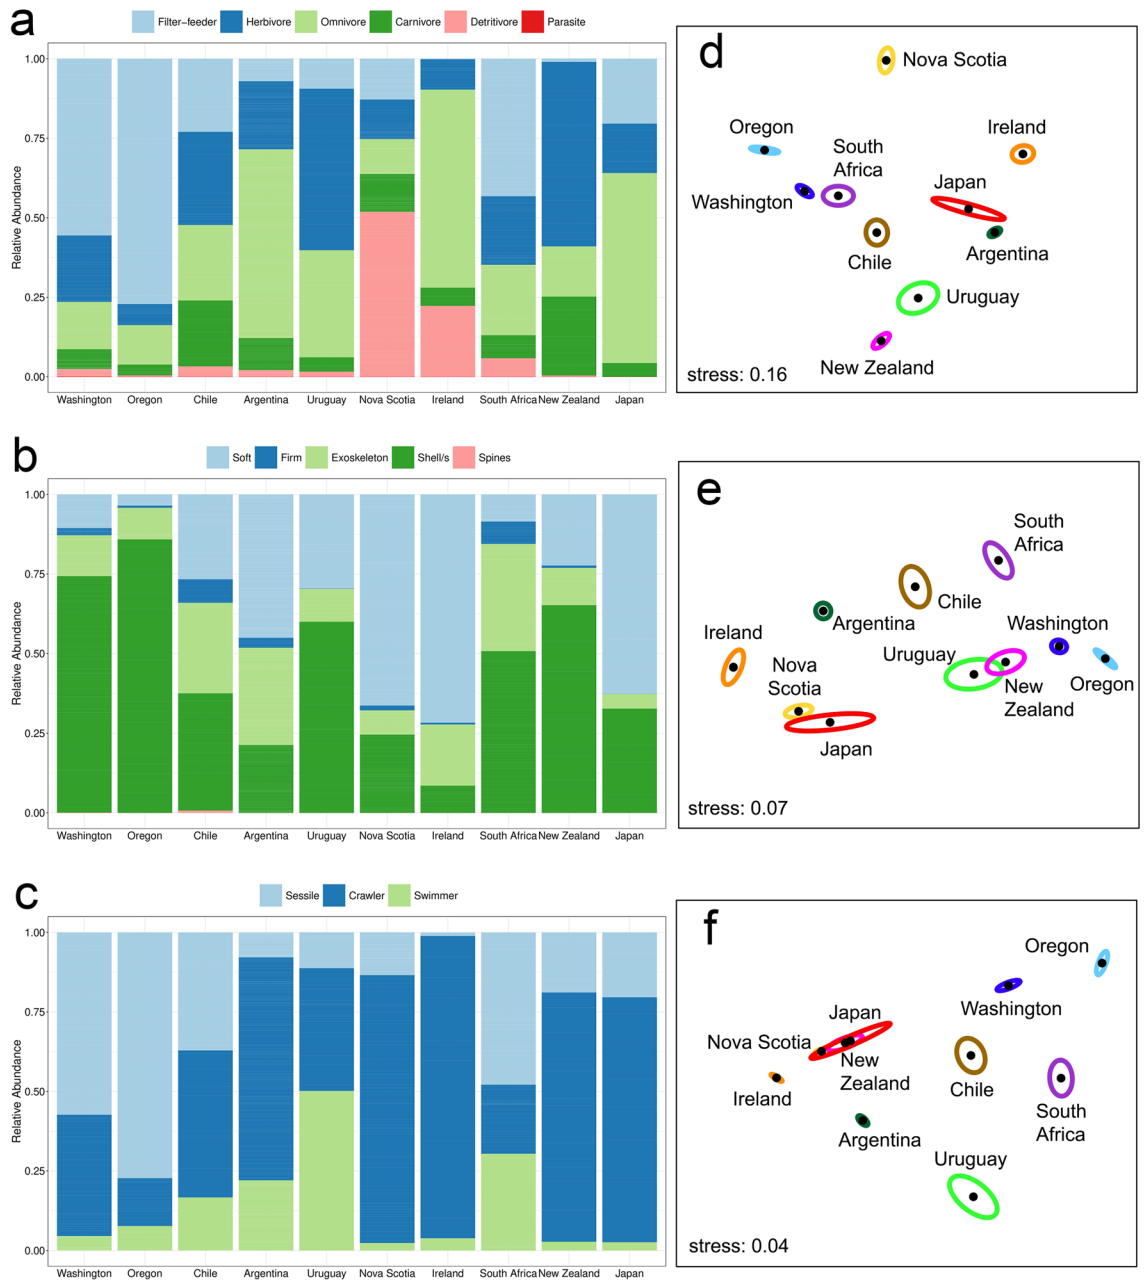 a
Filter−feeder Herbivore Omnivore Carnivore Detritivore Parasite
Relative Abundance
1.00
0.75
0.50
0.25
0.00
Washington Oregon Chile Argentina Uruguay Nova Scotia Ireland South Africa New Zealand Japan
d
Nova Scotia
Oregon
South
Africa
Ireland
Washington
Japan
Chile
Argentina
Uruguay
New Zealand
stress: 0.16
b
Soft Firm Exoskeleton Shell/s Spines
Relative Abundance
1.00
0.75
0.50
0.25
0.00
Washington Oregon Chile Argentina Uruguay Nova Scotia Ireland South Africa New Zealand Japan
e
South
Africa
Chile
Argentina
Washington
Ireland
Uruguay
Nova
Scotia
New
Zealand
Oregon
Japan
stress: 0.07
c
Sessile Crawler Swimmer
Relative Abundance
1.00
0.75
0.50
0.25
0.00
Washington Oregon Chile Argentina Uruguay Nova Scotia Ireland South Africa New Zealand Japan
f
Oregon
Washington
Japan
Nova Scotia
New
Zealand
Chile
Ireland
South
Africa
Argentina
Uruguay
stress: 0.04